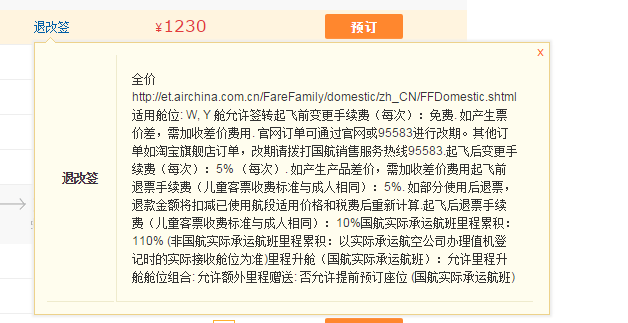 退改签
¥1230
预订
x
全价
http://et.airchina.com.cn/FareFamily/domestic/zh_CN/FFDomestic.shtml
适用舱位: W, Y 舱允许签转起飞前变更手续费（每次）：免费. 如产生票
价差，需加收差价费用. 官网订单可通过官网或95583进行改期。其他订
单如淘宝旗舰店订单，改期请拨打国航销售服务热线95583.起飞后变更手
续费（每次）：5% （每次）. 如产生产品差价，需加收差价费用起飞前
退票手续费（儿童客票收费标准与成人相同）：5%. 如部分使用后退票，
退款金额将扣减已使用航段适用价格和税费后重新计算.起飞后退票手续
费（儿童客票收费标准与成人相同）：10%国航实际承运航班里程累积：
110% (非国航实际承运航班里程累积：以实际承运航空公司办理值机登
记时的实际接收舱位为准)里程升舱（国航实际承运航班）：允许里程升
舱舱位组合: 允许额外里程赠送: 否允许提前预订座位 (国航实际承运航班)
退改签